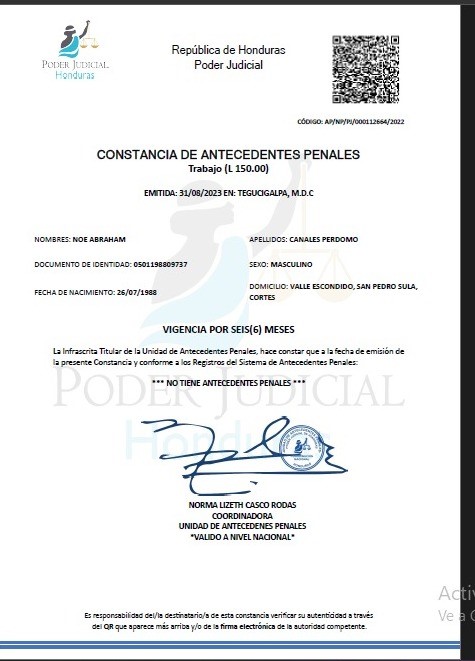 PODER JUDICIAL
Honduras
República de Honduras
Poder Judicial
CÓDIGO: AP/NP/PJ/000112664/2022
CONSTANCIA DE ANTECEDENTES PENALES
Trabajo (L 150.00)
EMITIDA: 31/08/2023 EN: TEGUCIGALPA, M.D.C
NOMBRES: NOE ABRAHAM
APELLIDOS: CANALES PERDOMO
DOCUMENTO DE IDENTIDAD: 0501198809737
SEXO: MASCULINO
FECHA DE NACIMIENTO: 26/07/1988
DOMICILIO: VALLE ESCONDIDO, SAN PEDRO SULA,
CORTES
VIGENCIA POR SEIS(6) MESES
La Infrascrita Titular de la Unidad de Antecedentes Penales, hace constar que a la fecha de emisión de
la presente Constancia y conforme a los Registros del Sistema de Antecedentes Penales:
*** NO TIENE ANTECEDENTES PENALES ***
PODER JUDICIAL
Honduras
NORMA LIZETH CASCO RODAS
COORDINADORA
UNIDAD DE ANTECEDENES PENALES
*VALIDO A NIVEL NACIONAL*
Activ
Ve a C
Es responsabilidad del/la destinatario/a de esta constancia verificar su autenticidad a través
del QR que aparece más arriba y/o de la firma electrónica de la autoridad competente.